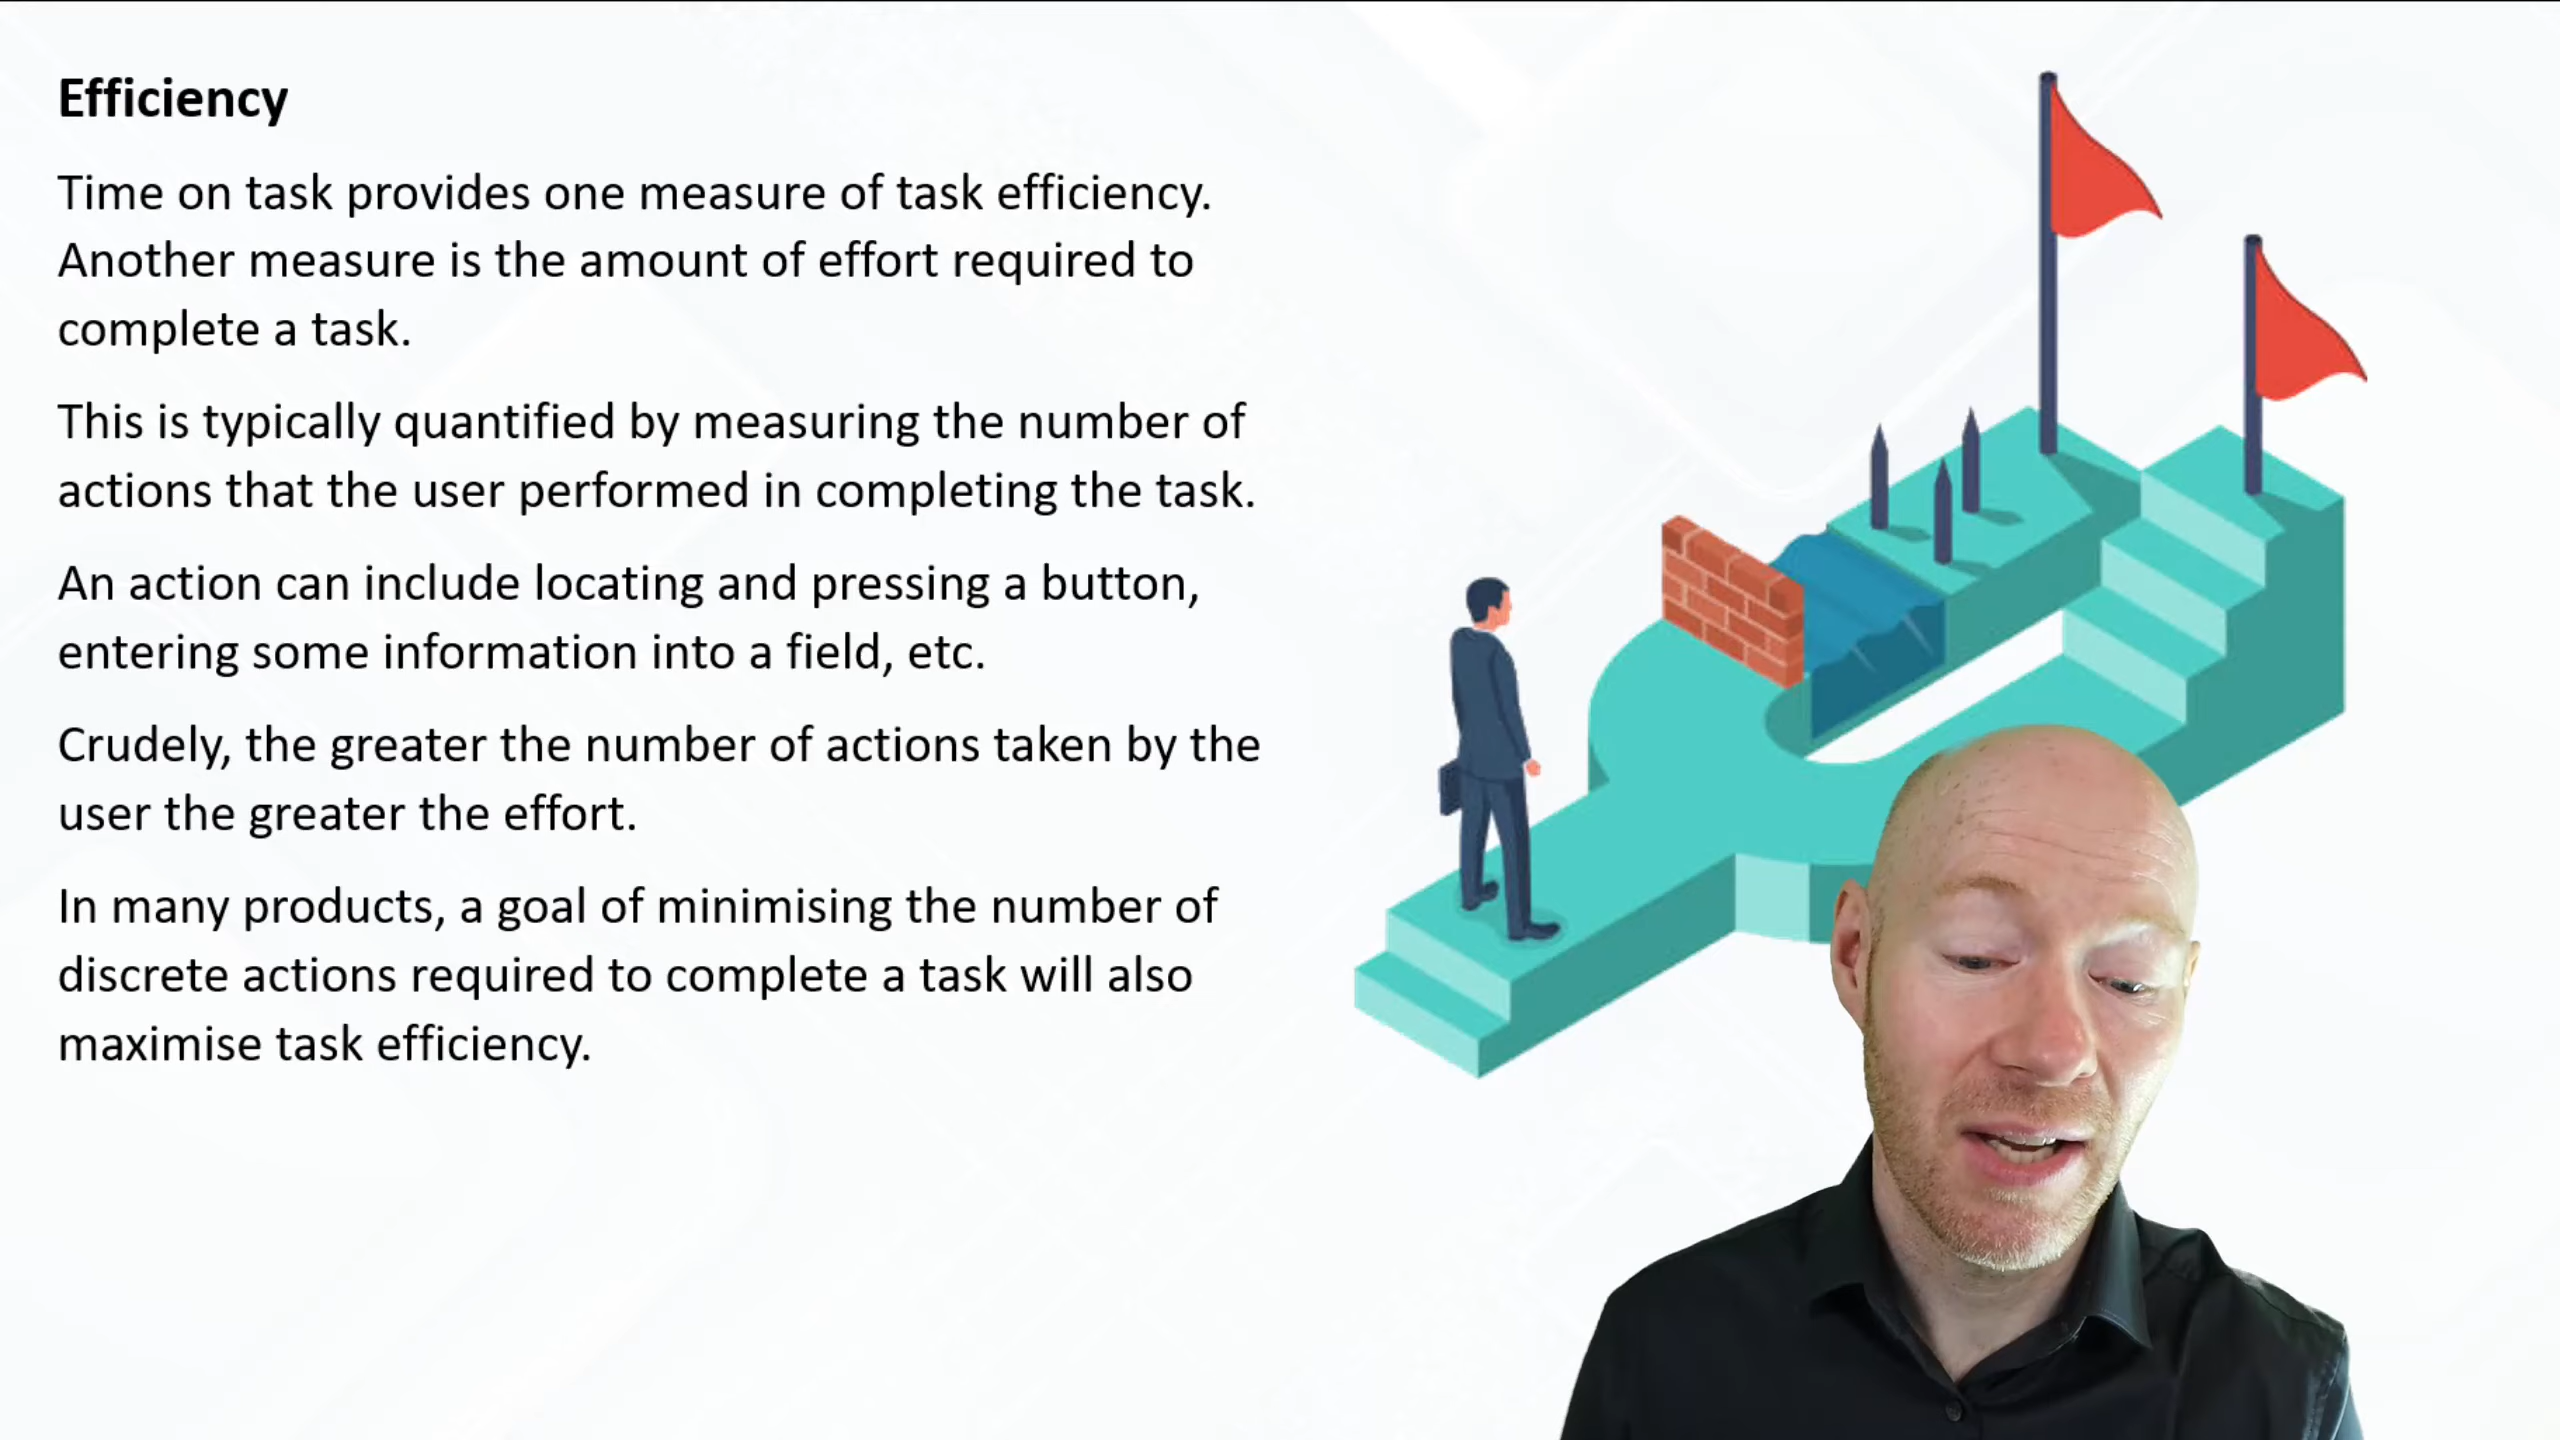 Efficiency
Time on task provides one measure of task efficiency.
Another measure is the amount of effort required to
complete a task.
This is typically quantified by measuring the number of
actions that the user performed in completing the task.
An action can include locating and pressing a button,
entering some information into a field, etc.
Crudely, the greater the number of actions taken by the
user the greater the effort.
In many products, a goal of minimising the number of
discrete actions required to complete a task will also
maximise task efficiency.